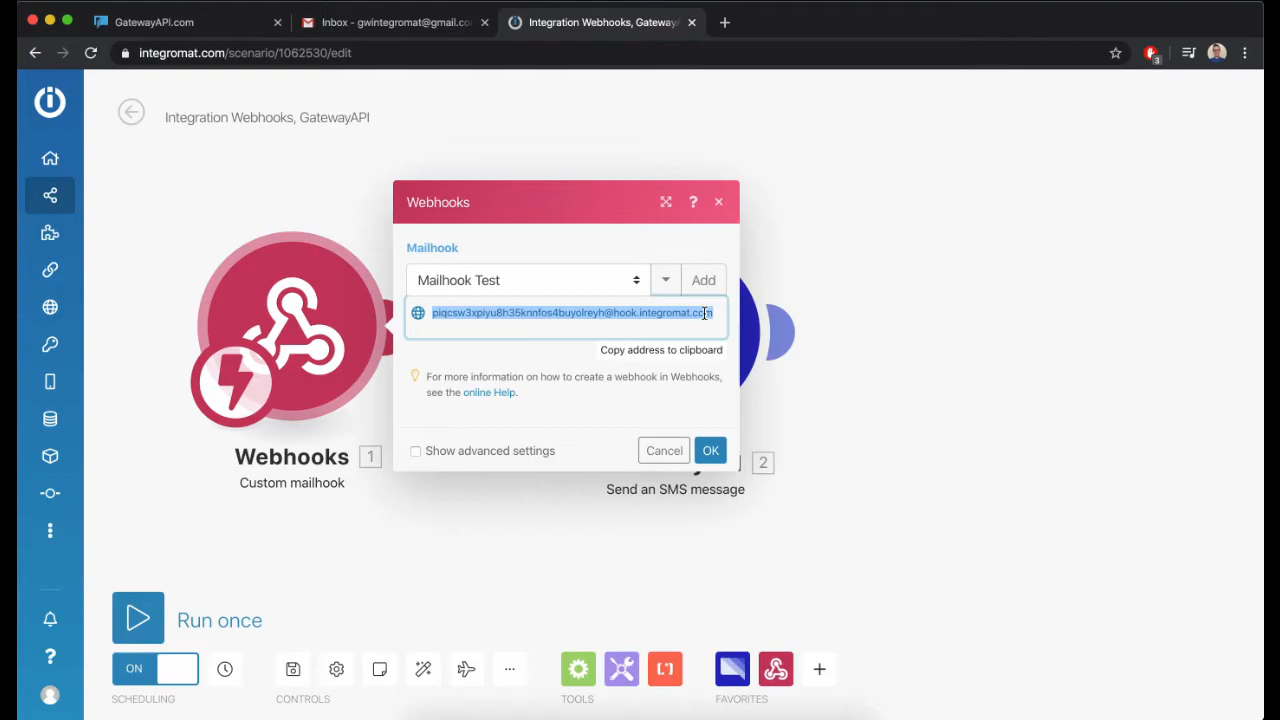 GatewayAPI.com
Inbox - gwintegromat@gmail.co
Integration Webhooks, Gateway
integromat.com/scenario/1062530/edit
3
Integration Webhooks, GatewayAPI
Webhooks
?
Mailhook
Mailhook Test
Add
piqcsw3xpiyu8h35knnfos4buyolreyh@hook.integromat.com
Copy address to clipboard
For more information on how to create a webhook in Webhooks,
see the online Help.
Show advanced settings
Cancel
OK
Webhooks
1
Custom mailhook
2
Send an SMS message
Run once
ON
SCHEDULING
CONTROLS
TOOLS
FAVORITES
?